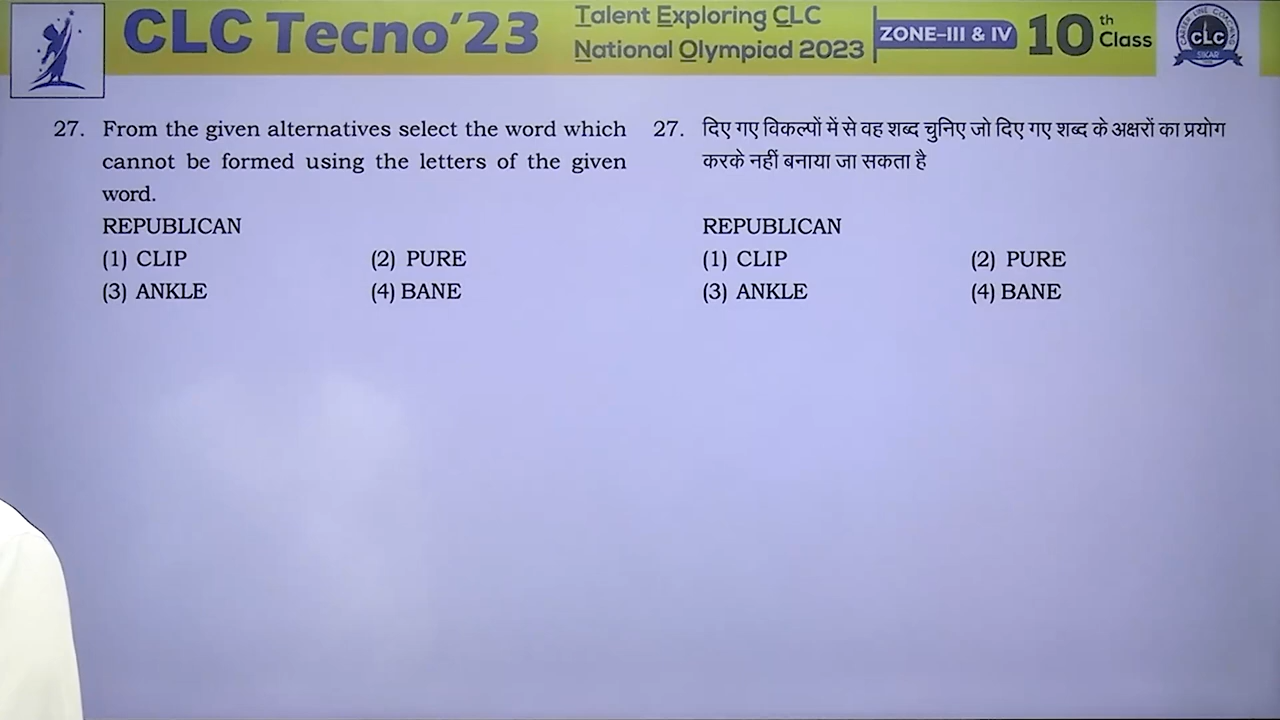 CLC Tecno'23
Talent Exploring CLC
National Olympiad 2023
ZONE–III & IV
10th Class
CLC
SIKAR
27. From the given alternatives select the word which
cannot be formed using the letters of the given
word.
REPUBLICAN
(1) CLIP (2) PURE
(3) ANKLE (4) BANE
27. दिए गए विकल्पों में से वह शब्द चुनिए जो दिए गए शब्द के अक्षरों का प्रयोग
करके नहीं बनाया जा सकता है
REPUBLICAN
(1) CLIP (2) PURE
(3) ANKLE (4) BANE